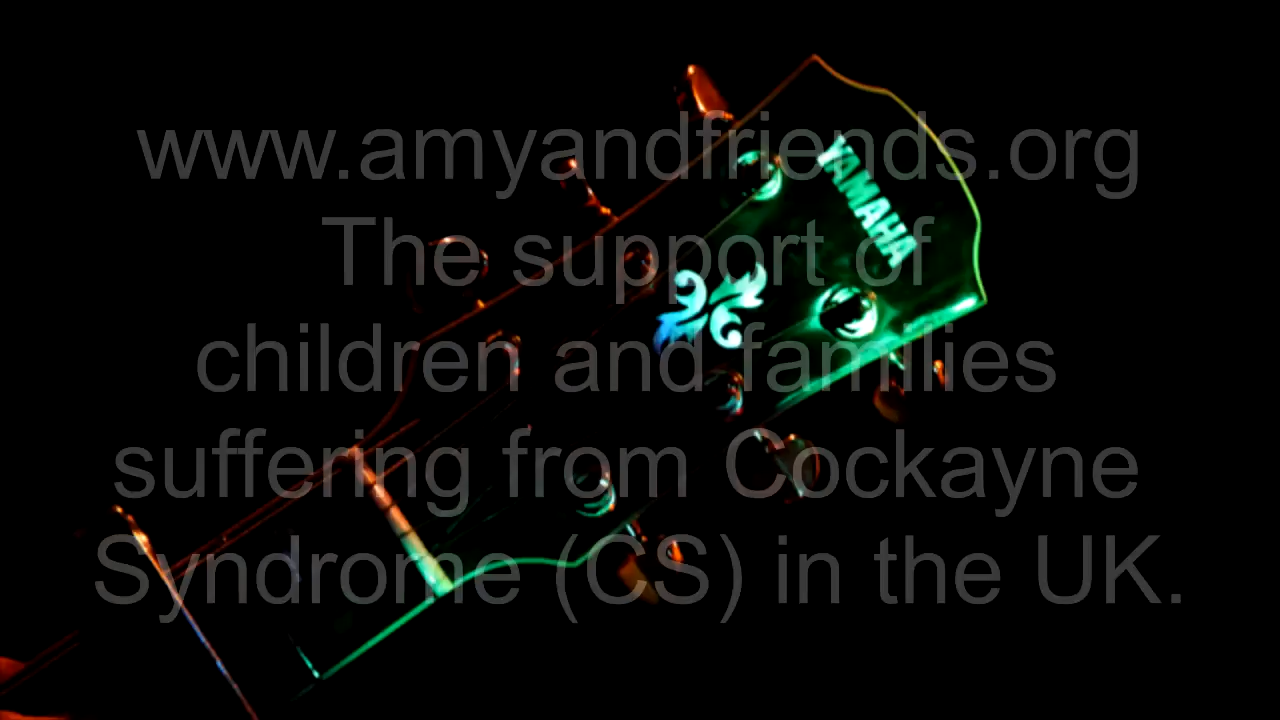 www.amyandfriends.org
The support of
children and families
suffering from Cockayne
Syndrome (CS) in the UK.
YAMAHA